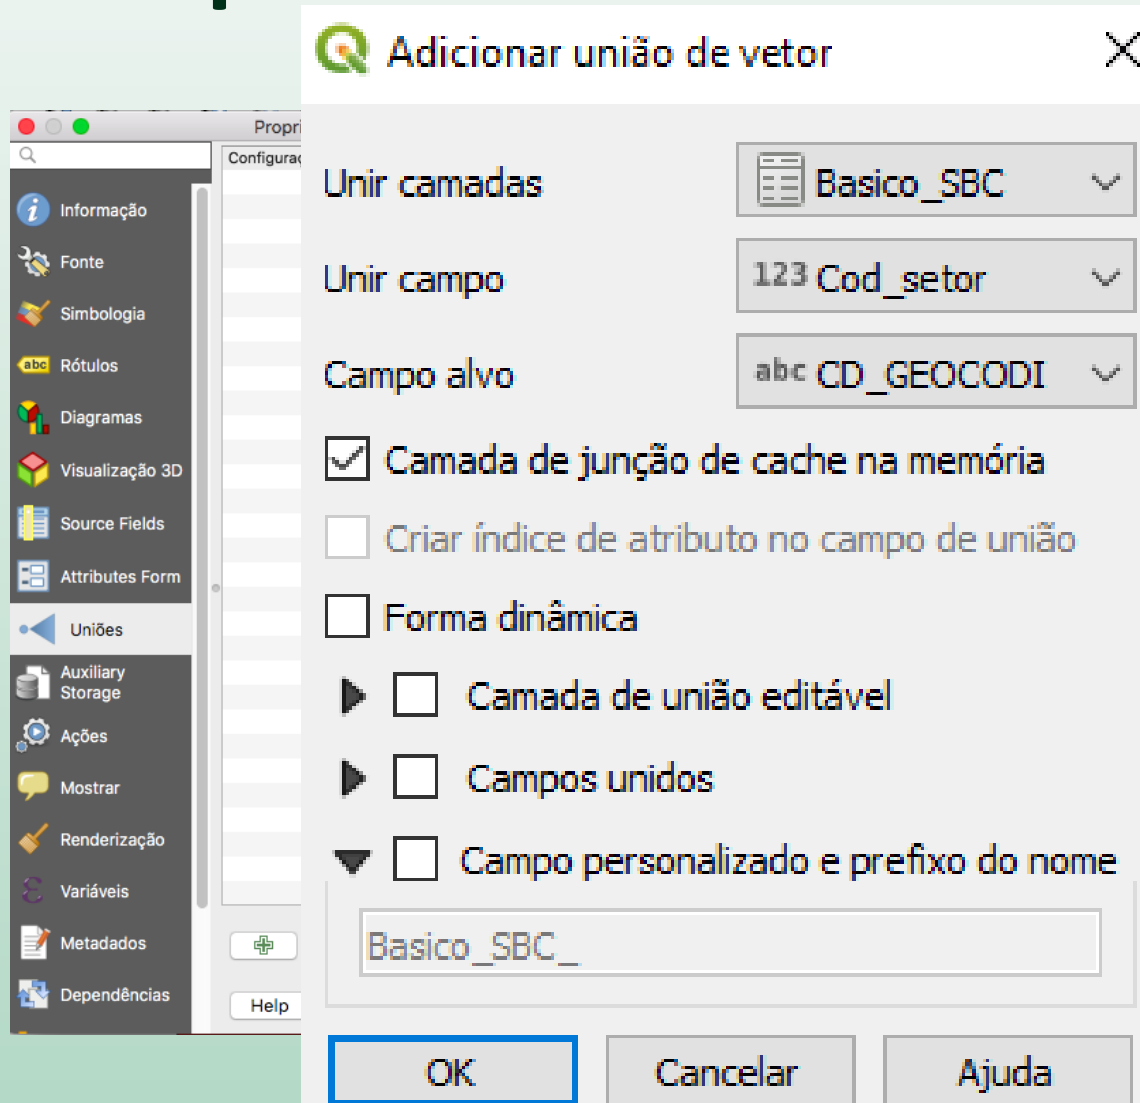 Adicionar união de vetor
Propri
Configuraç
Informação
Fonte
Simbologia
abc Rótulos
Diagramas
Visualização 3D
Source Fields
Attributes Form
Uniões
Auxiliary
Storage
Ações
Mostrar
Renderização
Variáveis
Metadados
Dependências
Help
Unir camadas Basico_SBC
Unir campo 123 Cod_setor
Campo alvo abc CD_GEOCODI
Camada de junção de cache na memória
Criar índice de atributo no campo de união
Forma dinâmica
Camada de união editável
Campos unidos
Campo personalizado e prefixo do nome
Basico_SBC_
OK Cancelar Ajuda